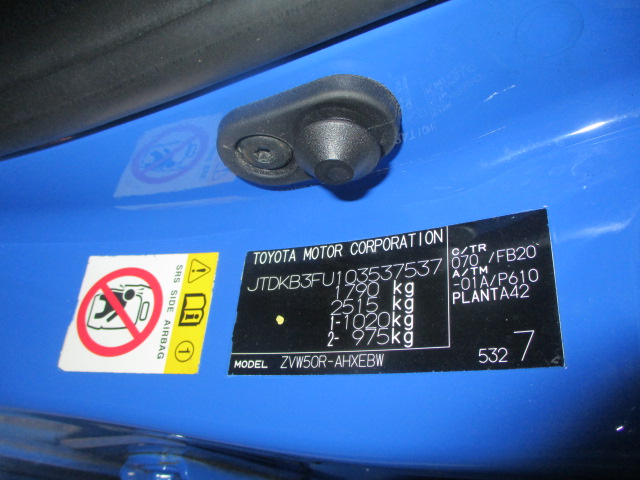 TOYOTA MOTOR CORPORATION
JTDKB3FU103537537
1790 kg
2515 kg
1-1020kg
2- 975kg
C/TR
070 /FB20
A/TM
-01A/P610
PLANTA42
MODEL ZVW50R-AHXEBW
532 7
SRS SIDE AIRBAG
1